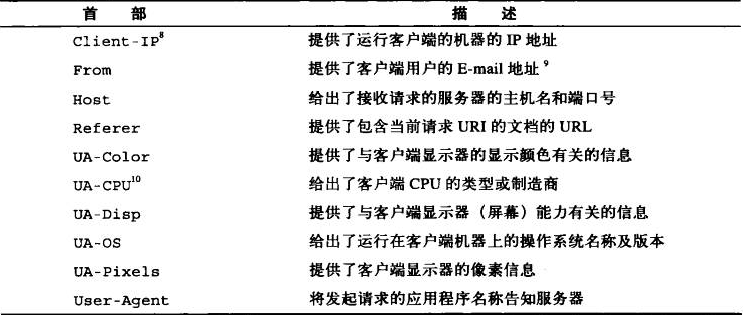 首 部 描 述
Client-IP⁸ 提供了运行客户端的机器的 IP 地址
From 提供了客户端用户的 E-mail 地址⁹
Host 给出了接收请求的服务器的主机名和端口号
Referer 提供了包含当前请求 URI 的文档的 URL
UA-Color 提供了与客户端显示器的显示颜色有关的信息
UA-CPU¹⁰ 给出了客户端 CPU 的类型或制造商
UA-Disp 提供了与客户端显示器（屏幕）能力有关的信息
UA-OS 给出了运行在客户端机器上的操作系统名称及版本
UA-Pixels 提供了客户端显示器的像素信息
User-Agent 将发起请求的应用程序名称告知服务器